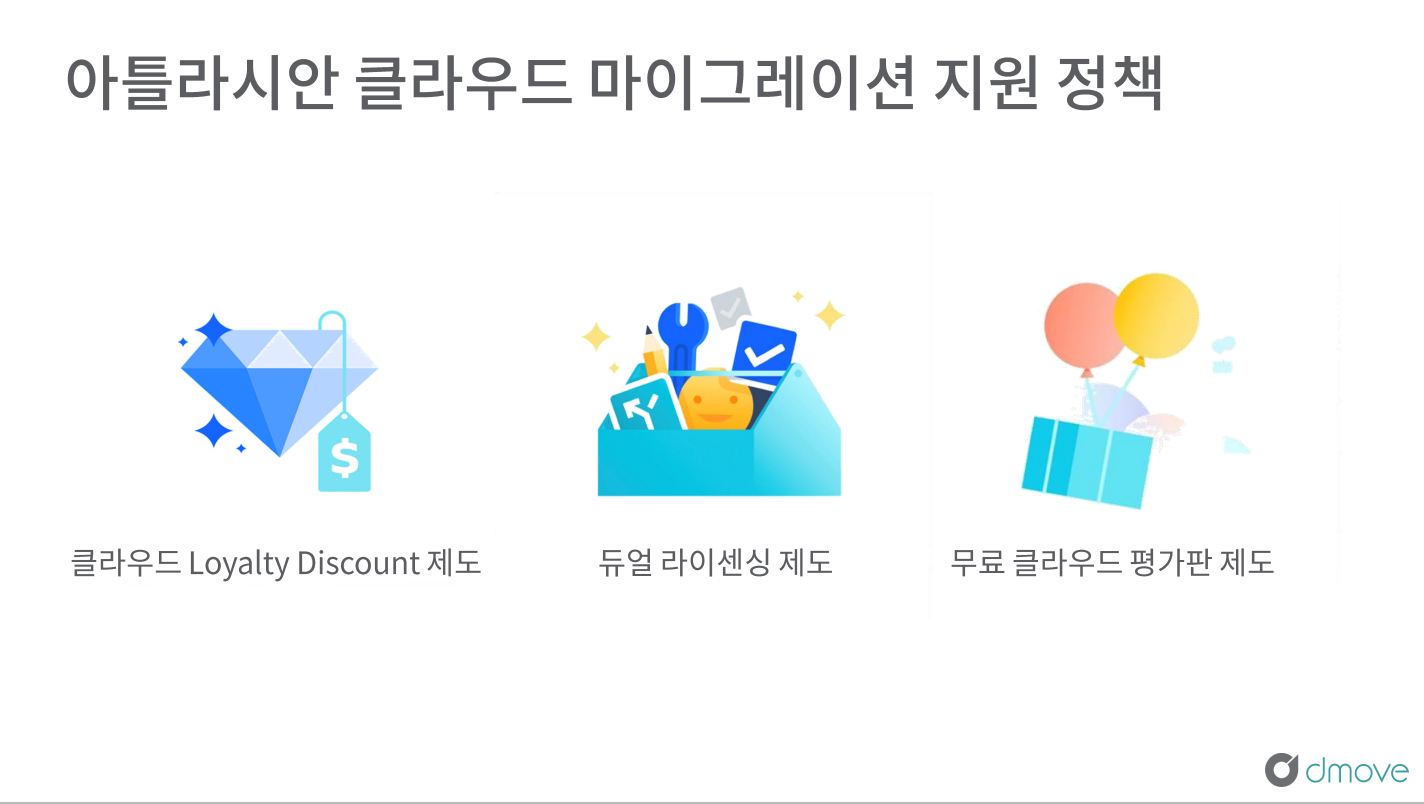 아틀라시안 클라우드 마이그레이션 지원 정책
$
클라우드 Loyalty Discount 제도
듀얼 라이센싱 제도
무료 클라우드 평가판 제도
dmove